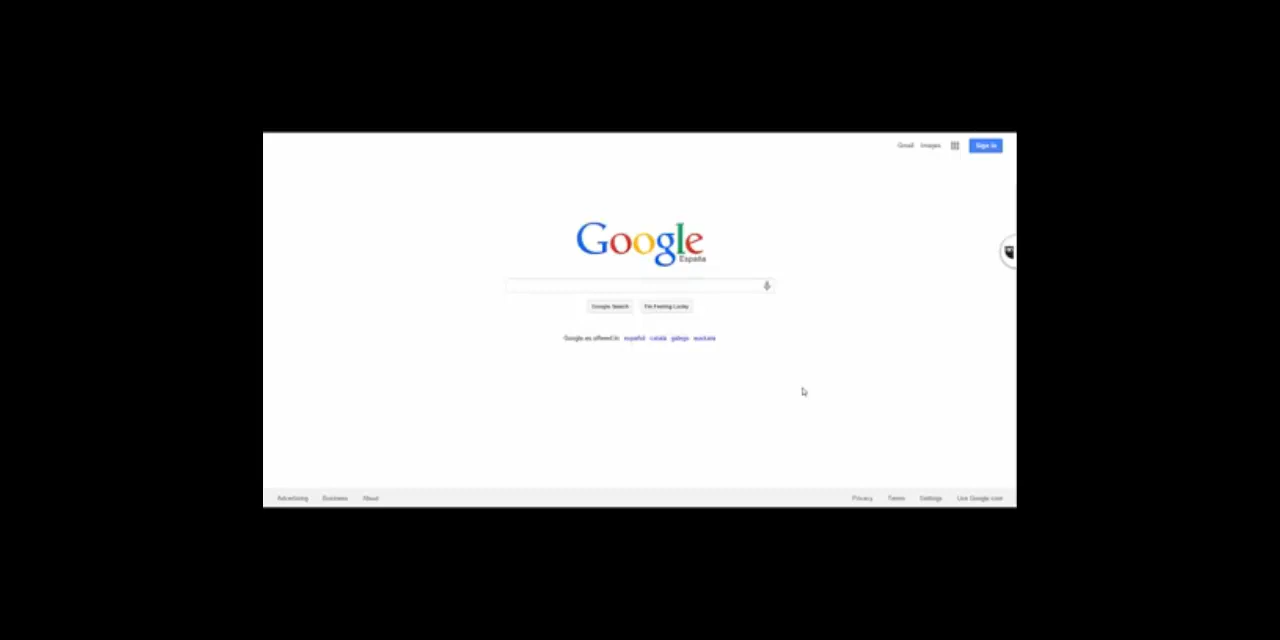 Gmail Images Sign in
Google
España
Google Search I'm Feeling Lucky
Google.es offered in: español català galego euskara
Advertising Business About Privacy Terms Settings Use Google.com